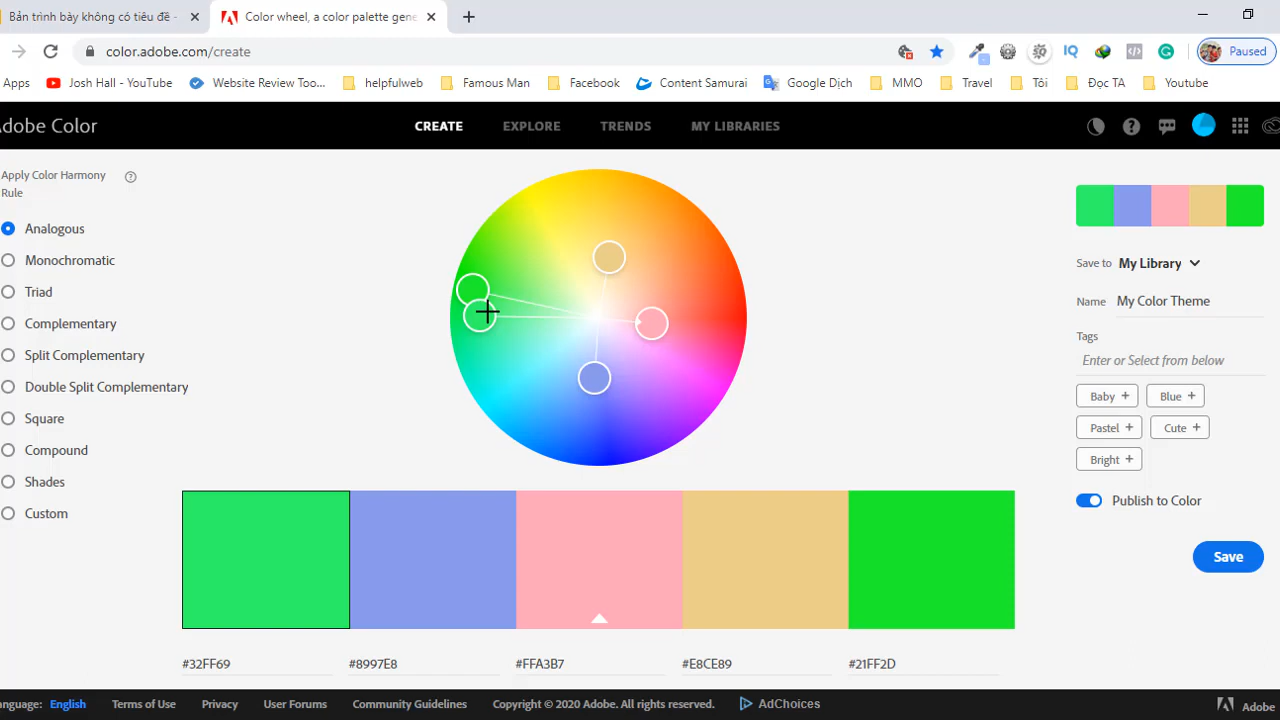 Bản trình bày không có tiêu đề -
Color wheel, a color palette gene
color.adobe.com/create
Paused
Apps
Josh Hall - YouTube
Website Review Too...
helpfulweb
Famous Man
Facebook
Content Samurai
Google Dịch
MMO
Travel
Tôi
Đọc TA
Youtube
dobe Color
CREATE
EXPLORE
TRENDS
MY LIBRARIES
Apply Color Harmony
Rule
Analogous
Monochromatic
Triad
Complementary
Split Complementary
Double Split Complementary
Square
Compound
Shades
Custom
Save to My Library
Name My Color Theme
Tags
Enter or Select from below
Baby +
Blue +
Pastel +
Cute +
Bright +
Publish to Color
Save
#32FF69
#8997E8
#FFA3B7
#E8CE89
#21FF2D
anguage: English
Terms of Use
Privacy
User Forums
Community Guidelines
Copyright © 2020 Adobe. All rights reserved.
AdChoices
Adobe